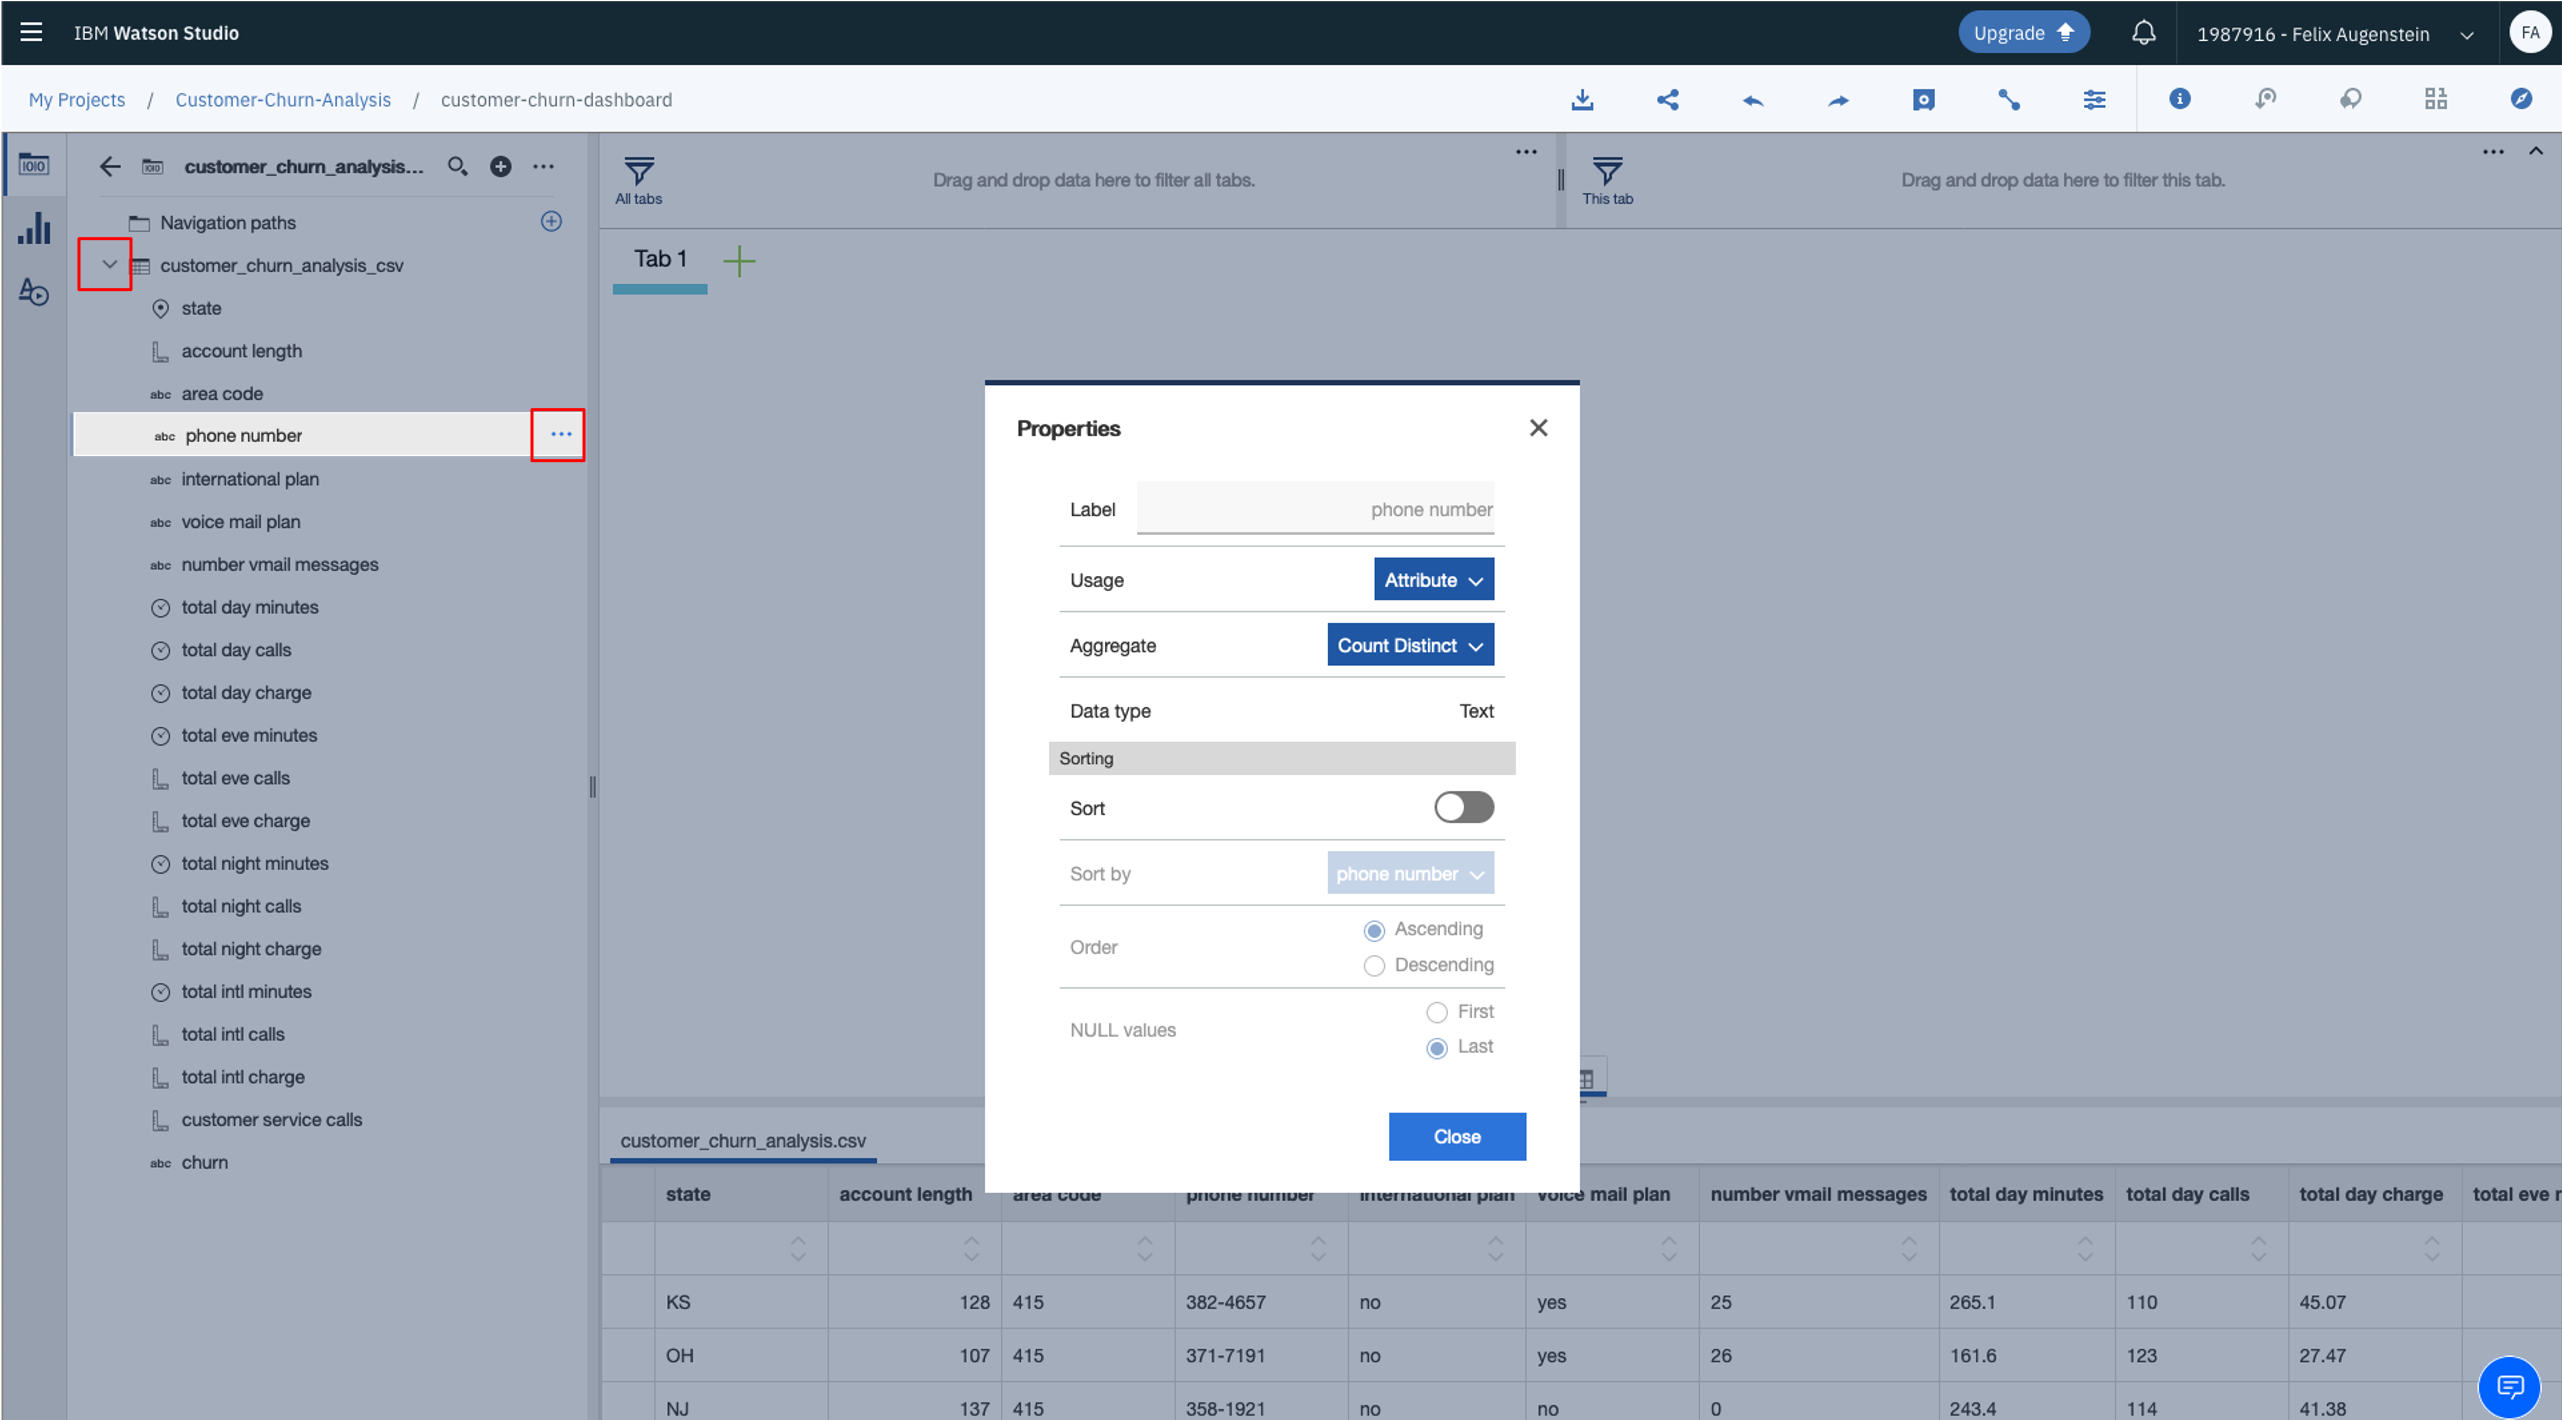 IBM Watson Studio
Upgrade
1987916 - Felix Augenstein
FA
My Projects / Customer-Churn-Analysis / customer-churn-dashboard
customer_churn_analysis...
Navigation paths
customer_churn_analysis_csv
state
account length
abc area code
abc phone number
abc international plan
abc voice mail plan
abc number vmail messages
total day minutes
total day calls
total day charge
total eve minutes
total eve calls
total eve charge
total night minutes
total night calls
total night charge
total intl minutes
total intl calls
total intl charge
customer service calls
abc churn
All tabs
Drag and drop data here to filter all tabs.
This tab
Drag and drop data here to filter this tab.
Tab 1
Properties
Label phone number
Usage Attribute
Aggregate Count Distinct
Data type Text
Sorting
Sort
Sort by phone number
Order
Ascending
Descending
NULL values
First
Last
Close
customer_churn_analysis.csv
state account length area code phone number international plan voice mail plan number vmail messages total day minutes total day calls total day charge total eve
KS 128 415 382-4657 no yes 25 265.1 110 45.07
OH 107 415 371-7191 no yes 26 161.6 123 27.47
NJ 137 415 358-1921 no no 0 243.4 114 41.38